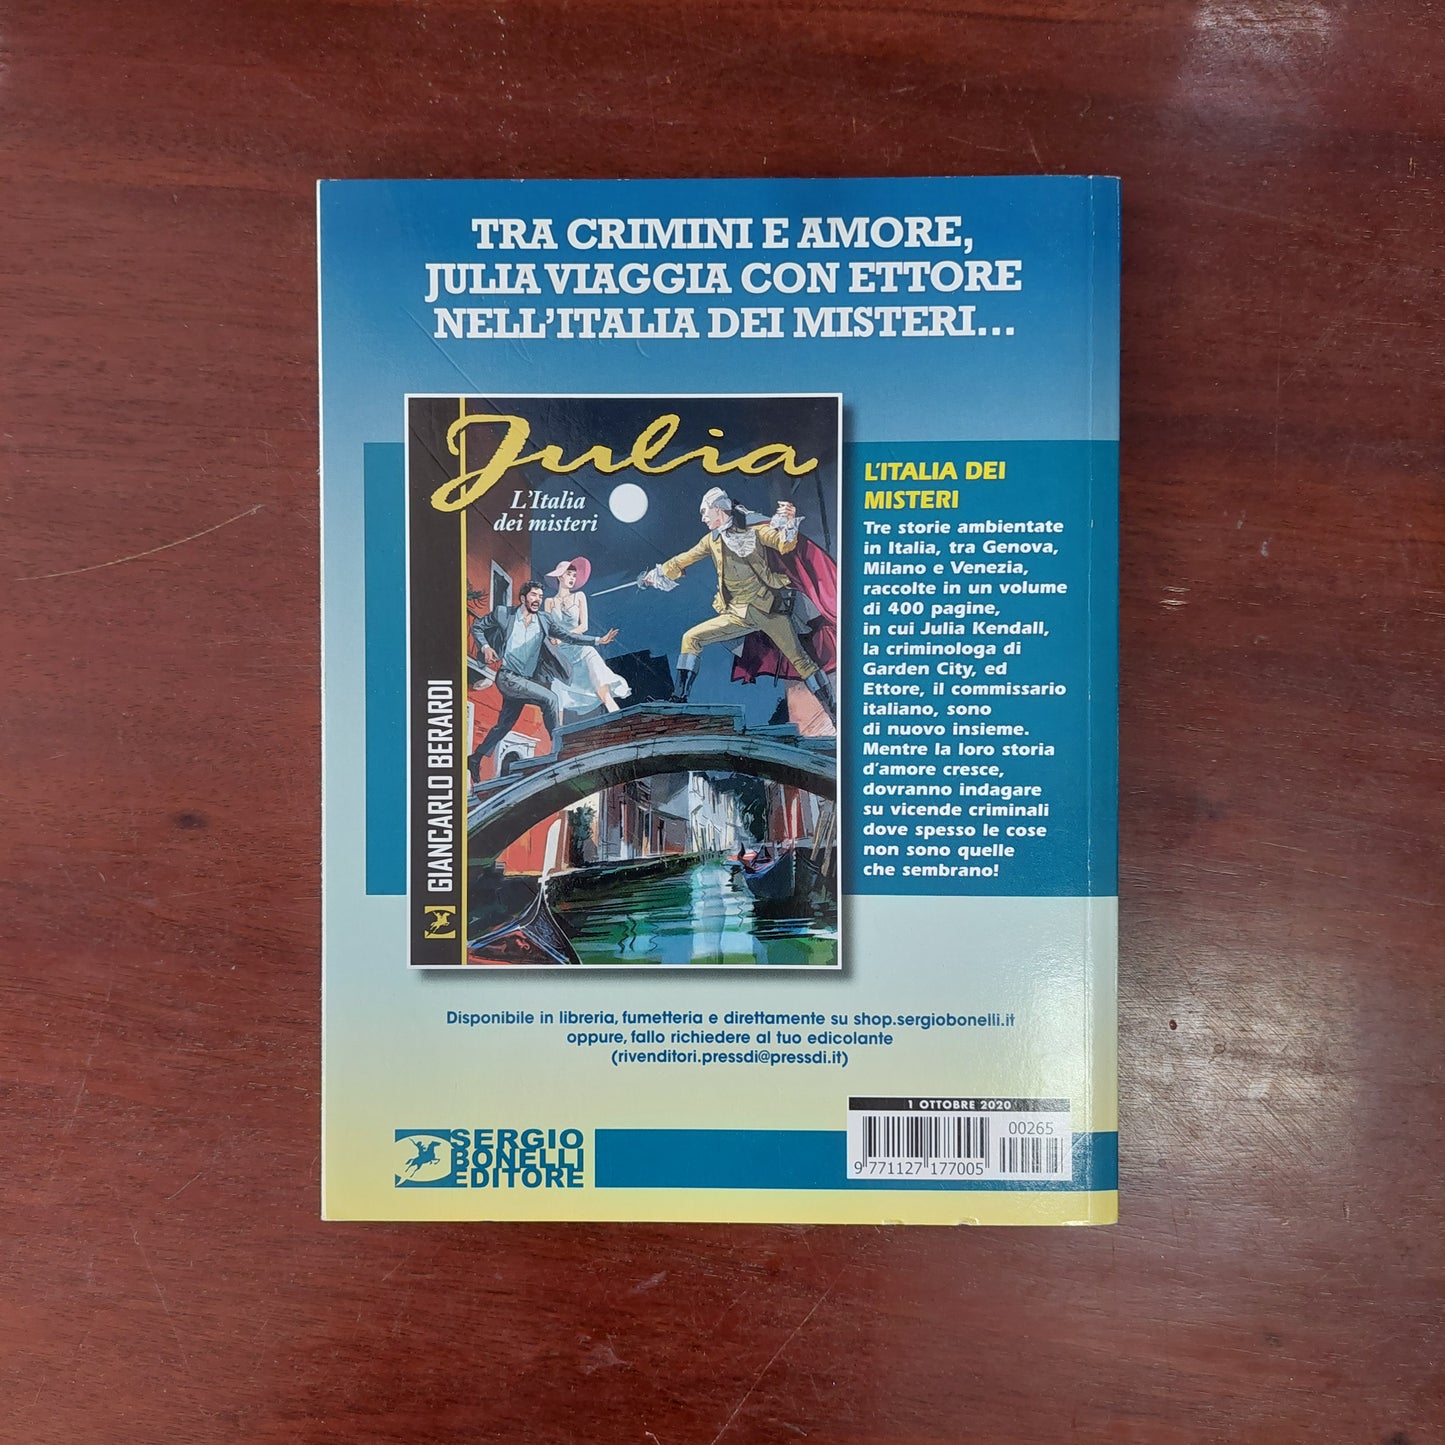 TRA CRIMINI E AMORE,
JULIA VIAGGIA CON ETTORE
NELL'ITALIA DEI MISTERI...
Julia
L'Italia
dei misteri
GIANCARLO BERARDI
L'ITALIA DEI
MISTERI
Tre storie ambientate
in Italia, tra Genova,
Milano e Venezia,
raccolte in un volume
di 400 pagine,
in cui Julia Kendall,
la criminologa di
Garden City, ed
Ettore, il commissario
italiano, sono
di nuovo insieme.
Mentre la loro storia
d'amore cresce,
dovranno indagare
su vicende criminali
dove spesso le cose
non sono quelle
che sembrano!
Disponibile in libreria, fumetteria e direttamente su shop.sergiobonelli.it
oppure, fallo richiedere al tuo edicolante
(rivenditori.pressdi@pressdi.it)
SERGIO
BONELLI
EDITORE
1 OTTOBRE 2020
00265
9 771127 177005